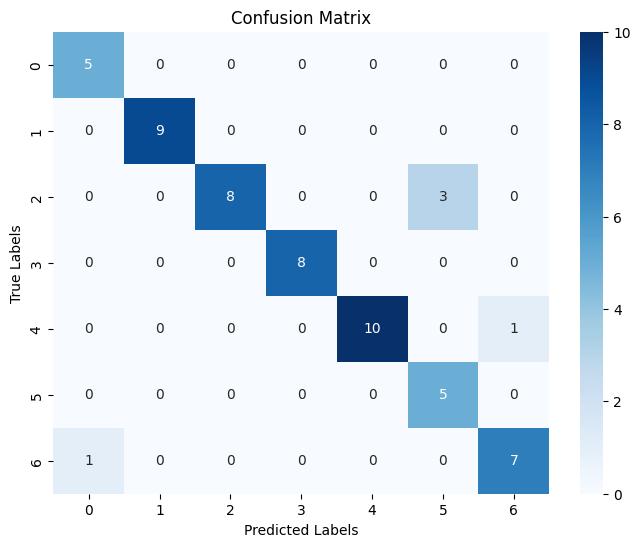 Confusion Matrix
True Labels
0 5 0 0 0 0 0 0
1 0 9 0 0 0 0 0
2 0 0 8 0 0 3 0
3 0 0 0 8 0 0 0
4 0 0 0 0 10 0 1
5 0 0 0 0 0 5 0
6 1 0 0 0 0 0 7
0 1 2 3 4 5 6
Predicted Labels
10
8
6
4
2
0